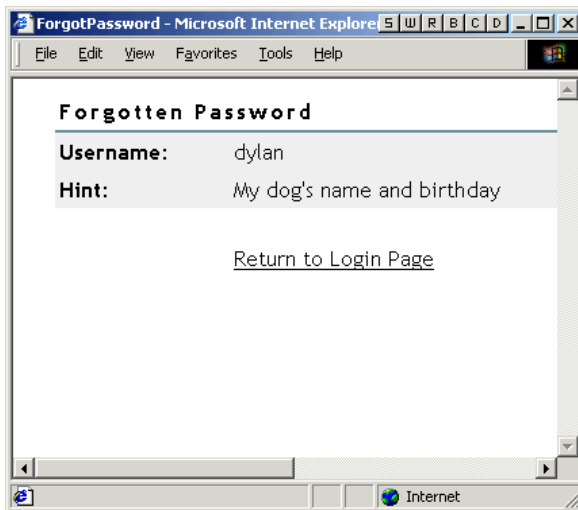 ForgotPassword - Microsoft Internet Explore
S W R B C D
File Edit View Favorites Tools Help
Forgotten Password
Username: dylan
Hint: My dog's name and birthday
Return to Login Page
Internet